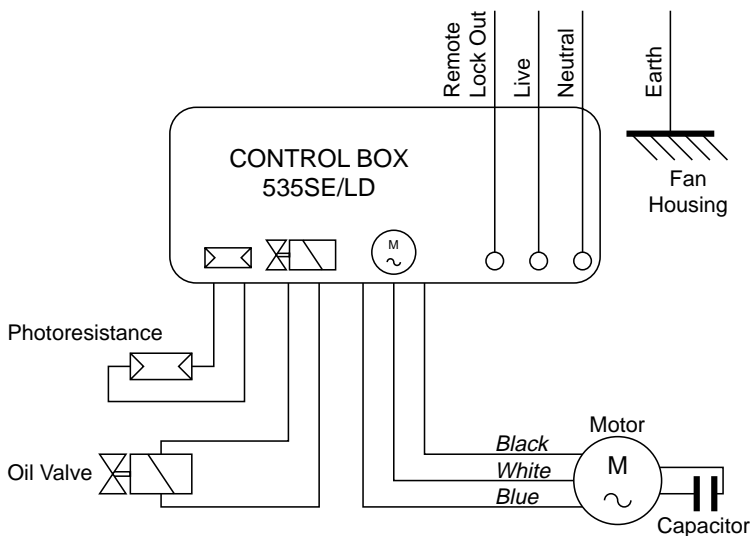 Remote
Lock Out
Live
Neutral
Earth
CONTROL BOX
535SE/LD
Fan
Housing
M
Photoresistance
Oil Valve
Black
White
Blue
Motor
M
Capacitor